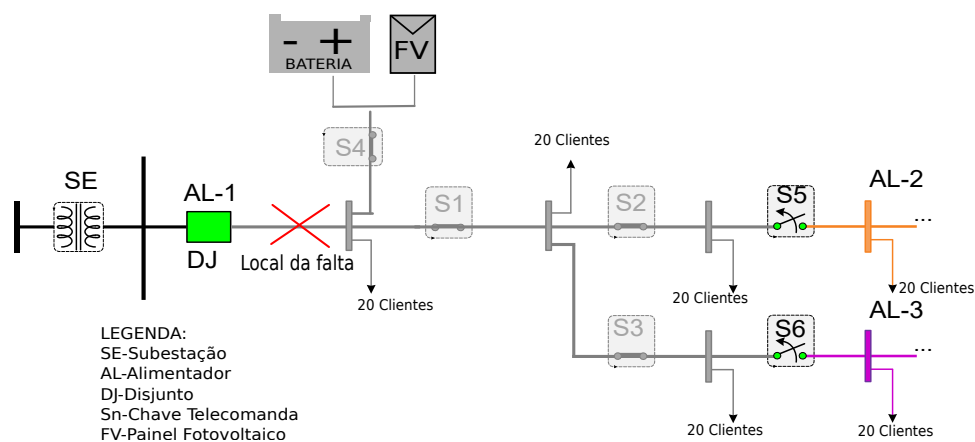 - +
BATERIA
FV
S4
20 Clientes
SE
AL-1
S1
S2
S5
AL-2
...
DJ
Local da falta
20 Clientes
20 Clientes
20 Clientes
AL-3
S3
S6
...
20 Clientes
20 Clientes
LEGENDA:
SE-Subestação
AL-Alimentador
DJ-Disjunto
Sn-Chave Telecomanda
FV-Painel Fotovoltaico